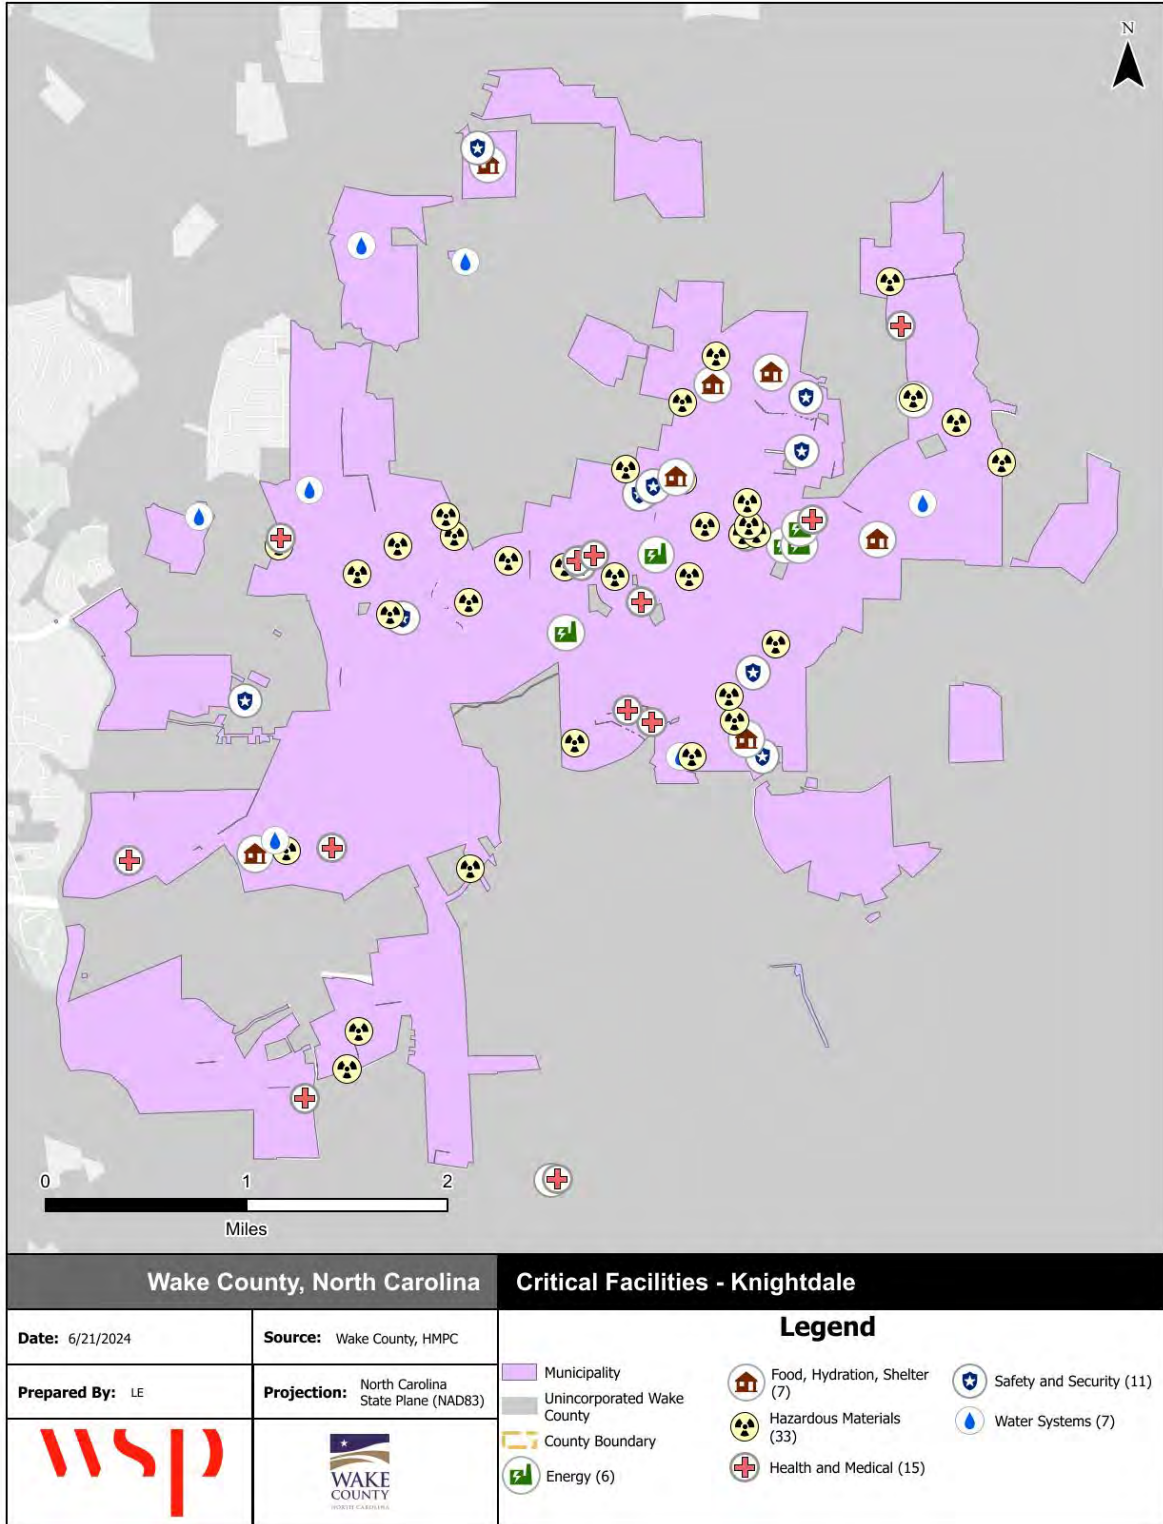 N
0 1 2
Miles
Wake County, North Carolina
Critical Facilities - Knightdale
Date: 6/21/2024
Source: Wake County, HMPC
Prepared By: LE
Projection: North Carolina
State Plane (NAD83)
wsp
WAKE
COUNTY
NORTH CAROLINA
Legend
Municipality
Unincorporated Wake
County
County Boundary
Energy (6)
Food, Hydration, Shelter
(7)
Hazardous Materials
(33)
Health and Medical (15)
Safety and Security (11)
Water Systems (7)